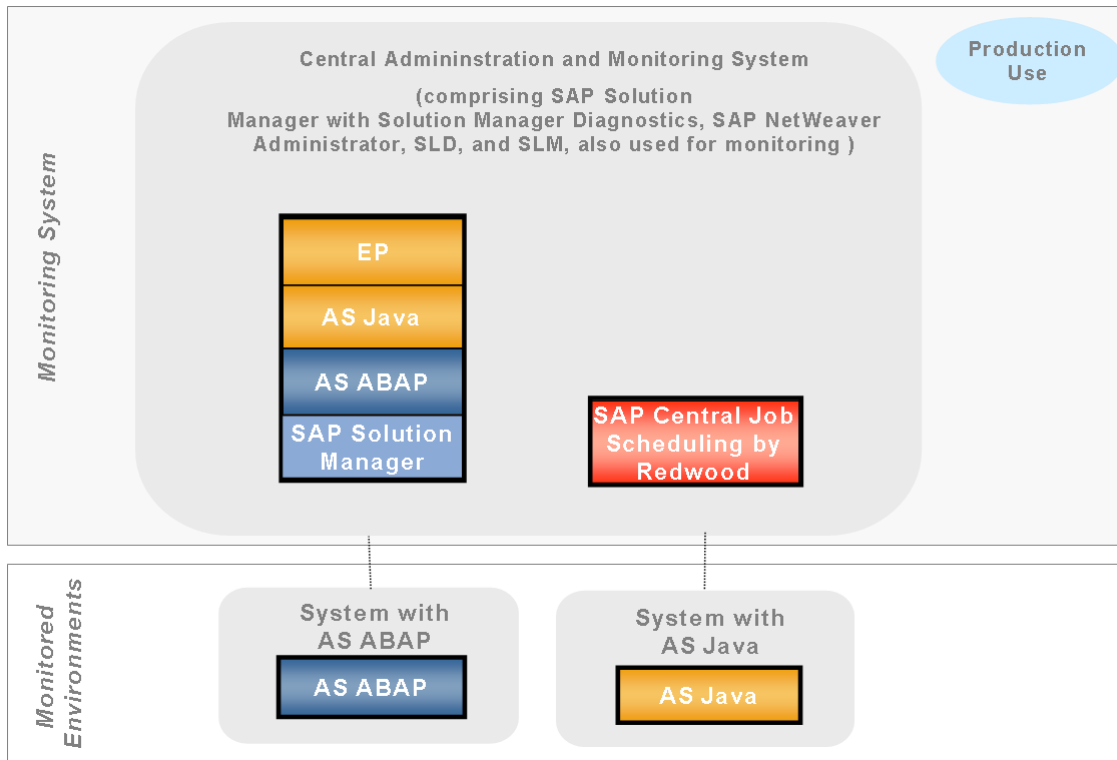 Central Admininstration and Monitoring System
(comprising SAP Solution
Manager with Solution Manager Diagnostics, SAP NetWeaver
Administrator, SLD, and SLM, also used for monitoring )
Production
Use
Monitoring System
EP
AS Java
AS ABAP
SAP Solution
Manager
SAP Central Job
Scheduling by
Redwood
Monitored
Environments
System with
AS ABAP
AS ABAP
System with
AS Java
AS Java